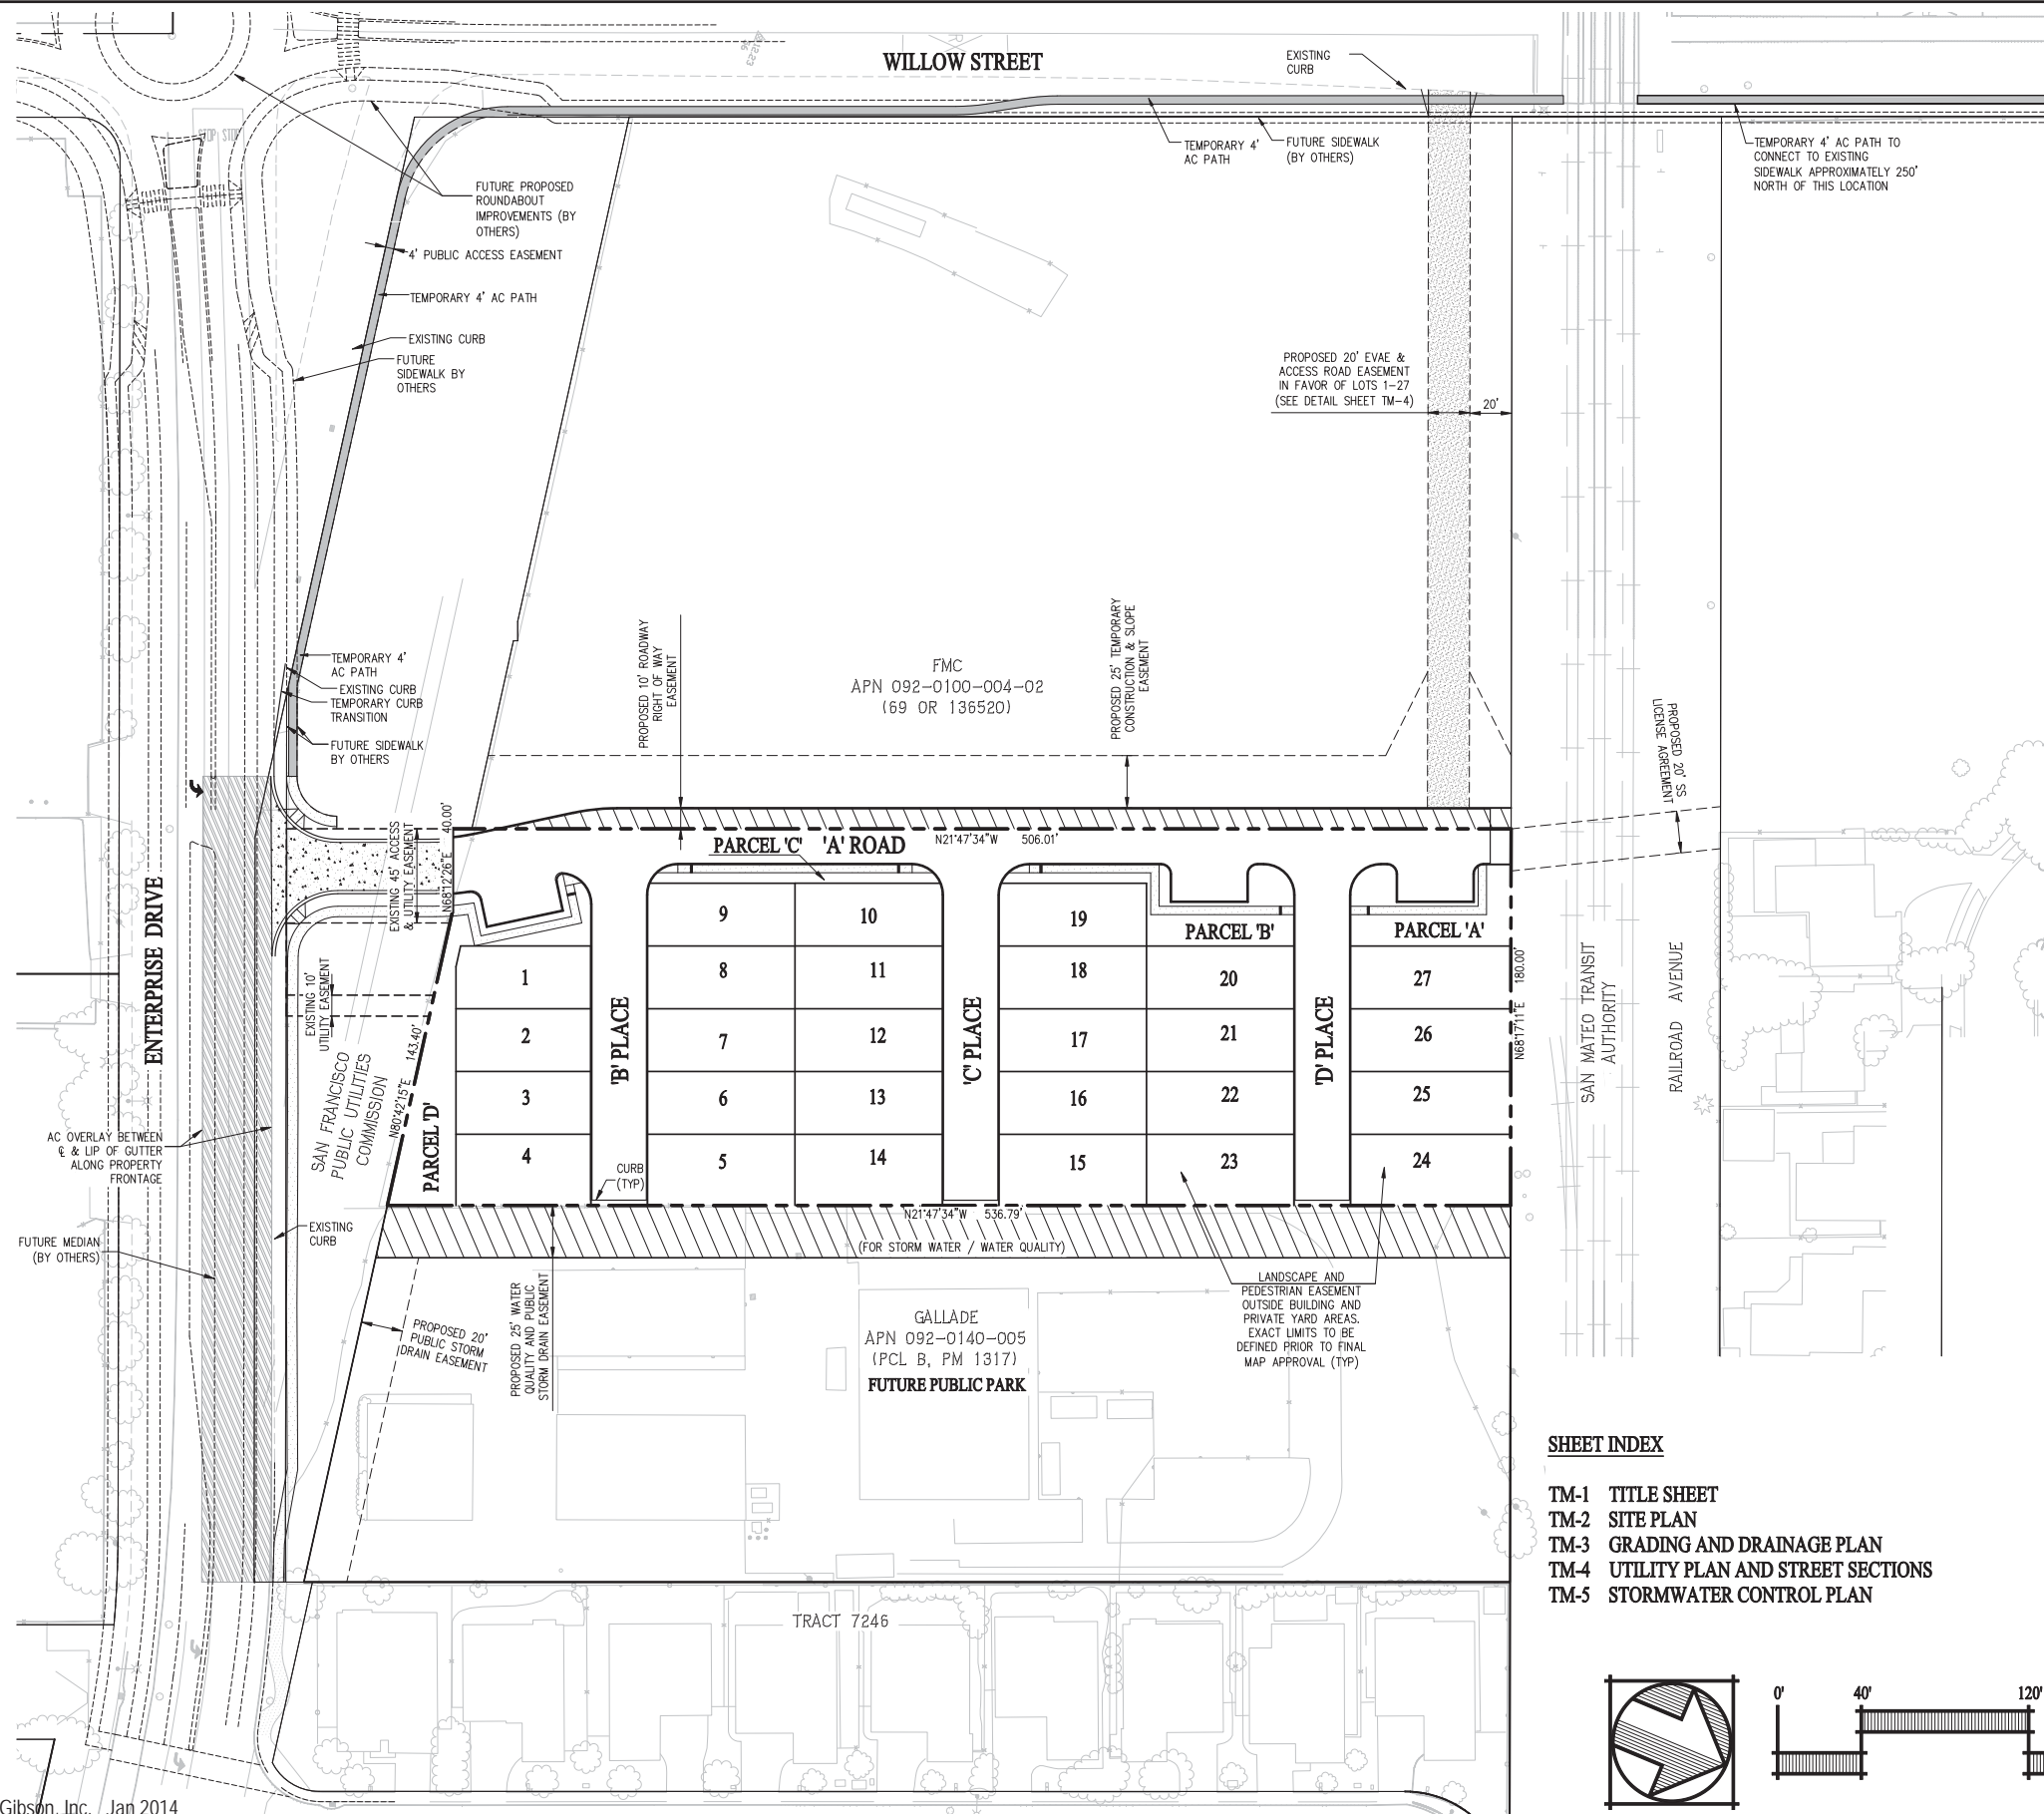 WILLOW STREET
EXISTING
CURB
STOP STOP
TEMPORARY 4'
AC PATH
FUTURE SIDEWALK
(BY OTHERS)
TEMPORARY 4' AC PATH TO
CONNECT TO EXISTING
SIDEWALK APPROXIMATELY 250'
NORTH OF THIS LOCATION
FUTURE PROPOSED
ROUNDABOUT
IMPROVEMENTS (BY
OTHERS)
4' PUBLIC ACCESS EASEMENT
TEMPORARY 4' AC PATH
EXISTING CURB
FUTURE
SIDEWALK BY
OTHERS
PROPOSED 20' EVAE &
ACCESS ROAD EASEMENT
IN FAVOR OF LOTS 1-27
(SEE DETAIL SHEET TM-4)
20'
TEMPORARY 4'
AC PATH
EXISTING CURB
TEMPORARY CURB
TRANSITION
FUTURE SIDEWALK
BY OTHERS
PROPOSED 10' ROADWAY
RIGHT OF WAY
EASEMENT
FMC
APN 092-0100-004-02
(69 OR 136520)
PROPOSED 25' TEMPORARY
CONSTRUCTION & SLOPE
EASEMENT
PROPOSED 20' SS
LICENSE AGREEMENT
EXISTING 45' ACCESS
& UTILITY EASEMENT
N68°12'26"E 40.00'
PARCEL 'C'
'A' ROAD
N21°47'34"W 506.01'
9
10
19
PARCEL 'B'
PARCEL 'A'
1
8
11
18
20
27
2
7
12
17
21
26
3
6
13
16
22
25
4
5
14
15
23
24
'B' PLACE
'C' PLACE
'D' PLACE
N68°17'11"E 180.00'
SAN MATEO TRANSIT
AUTHORITY
RAILROAD AVENUE
ENTERPRISE DRIVE
EXISTING 10'
UTILITY EASEMENT
SAN FRANCISCO
PUBLIC UTILITIES
COMMISSION
N80°42'15"E 143.40'
PARCEL 'D'
AC OVERLAY BETWEEN
℄ & LIP OF GUTTER
ALONG PROPERTY
FRONTAGE
CURB
(TYP)
N21°47'34"W 536.79'
(FOR STORM WATER / WATER QUALITY)
EXISTING
CURB
FUTURE MEDIAN
(BY OTHERS)
PROPOSED 20'
PUBLIC STORM
DRAIN EASEMENT
PROPOSED 25' WATER
QUALITY AND PUBLIC
STORM DRAIN EASEMENT
GALLADE
APN 092-0140-005
(PCL B, PM 1317)
FUTURE PUBLIC PARK
LANDSCAPE AND
PEDESTRIAN EASEMENT
OUTSIDE BUILDING AND
PRIVATE YARD AREAS.
EXACT LIMITS TO BE
DEFINED PRIOR TO FINAL
MAP APPROVAL (TYP)
TRACT 7246
SHEET INDEX
TM-1 TITLE SHEET
TM-2 SITE PLAN
TM-3 GRADING AND DRAINAGE PLAN
TM-4 UTILITY PLAN AND STREET SECTIONS
TM-5 STORMWATER CONTROL PLAN
0' 40' 120'
Gibson, Inc. Jan 2014